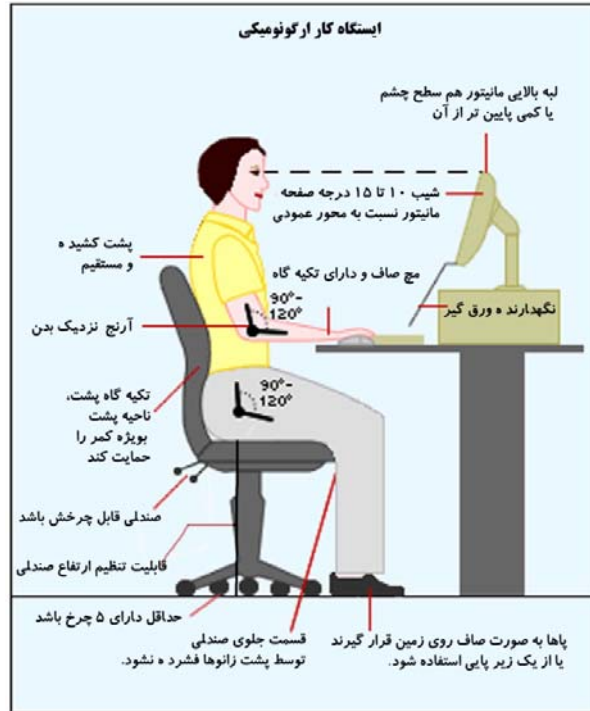 ایستگاه کار ارگونومیکی
لبه بالایی مانیتور هم سطح چشم
یا کمی پایین تر از آن
شیب ۱۰ تا ۱۵ درجه صفحه
مانیتور نسبت به محور عمودی
پشت کشید ه
و مستقیم
مچ صاف و دارای تکیه گاه
نگهدارند ه ورق گیر
90°-
120°
آرنج نزدیک بدن
90°-
120°
تکیه گاه پشت،
ناحیه پشت
بویژه کمر را
حمایت کند
صندلی قابل چرخش باشد
قابلیت تنظیم ارتفاع صندلی
حداقل دارای ۵ چرخ باشد
قسمت جلوی صندلی
توسط پشت زانوها فشرد ه نشود.
پاها به صورت صاف روی زمین قرار گیرند
یا از یک زیر پایی استفاده شود.